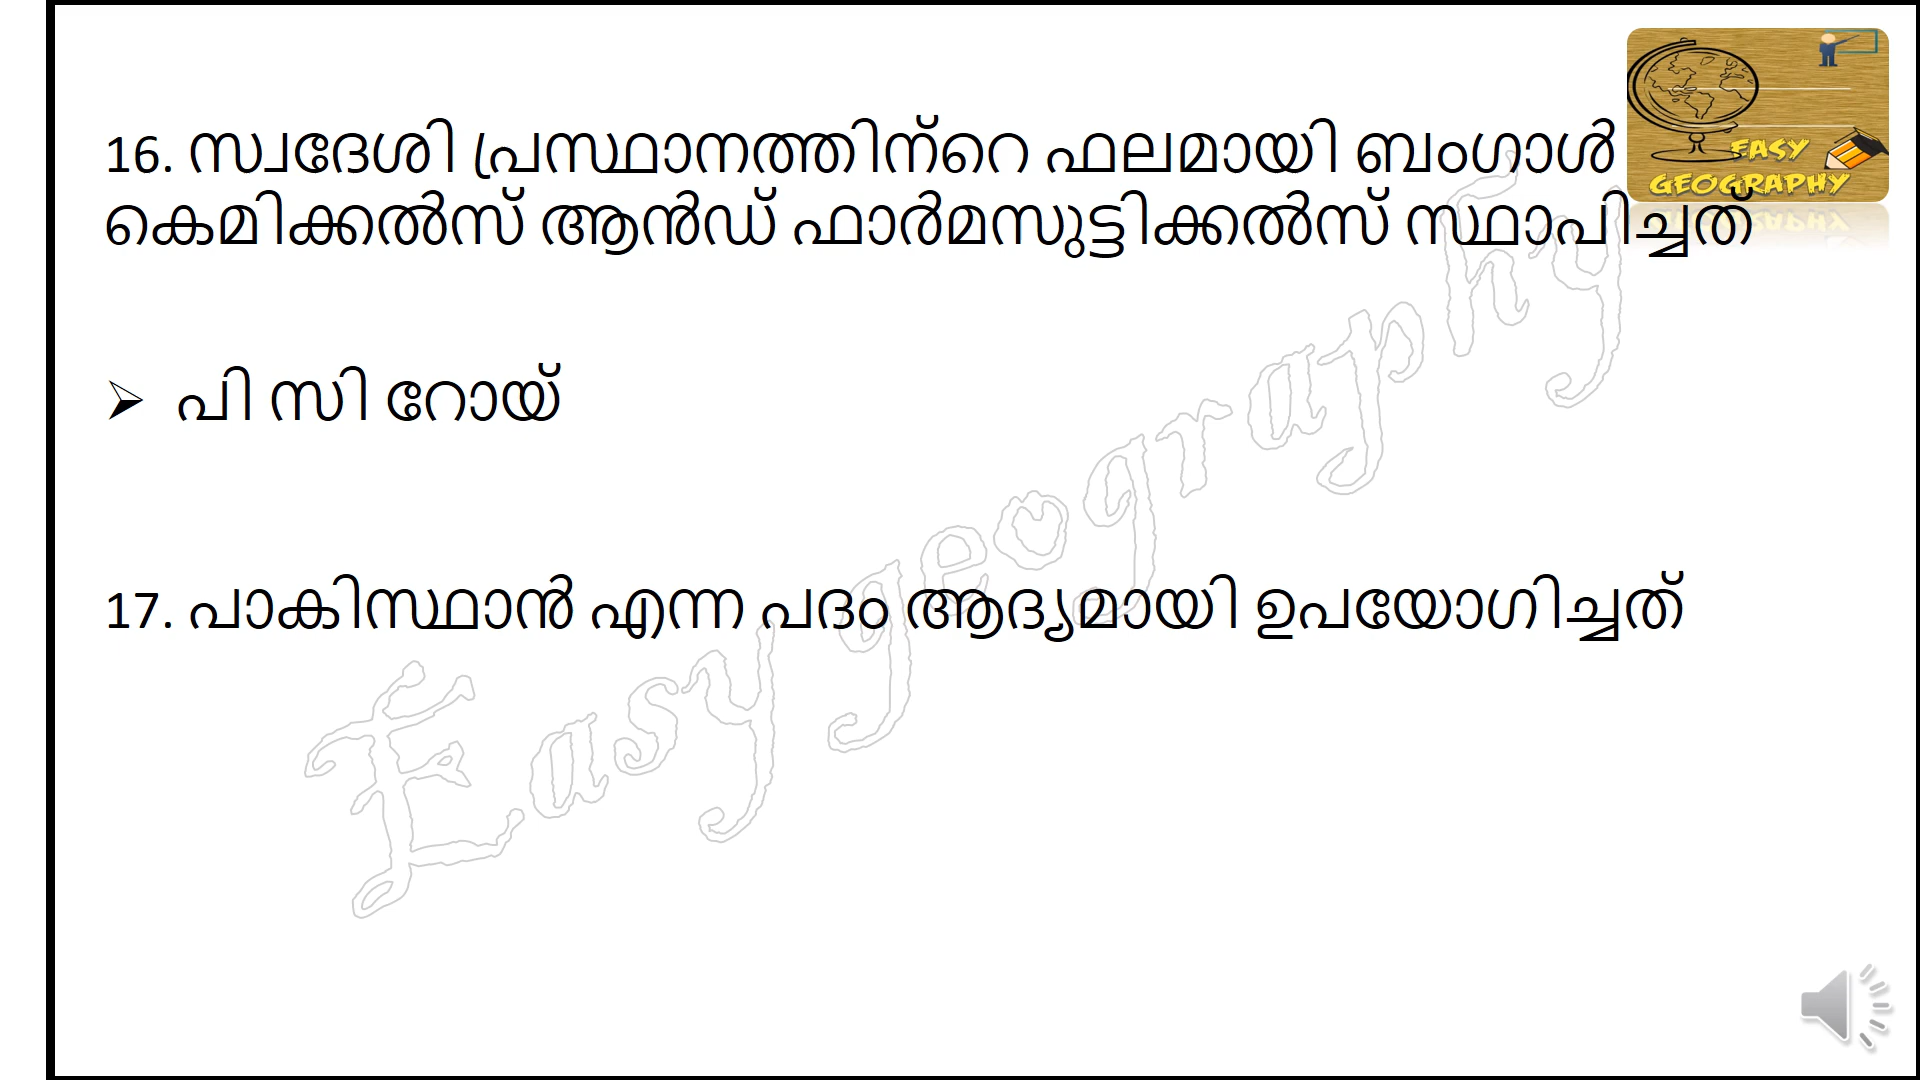 EASY
GEOGRAPHY
16. സ്വദേശി പ്രസ്ഥാനത്തിന്റെ ഫലമായി ബംഗാൾ
കെമിക്കൽസ് ആൻഡ് ഫാർമസുട്ടിക്കൽസ് സ്ഥാപിച്ചത്
➢ പി സി റോയ്
17. പാകിസ്ഥാൻ എന്ന പദം ആദ്യമായി ഉപയോഗിച്ചത്
Easy geography